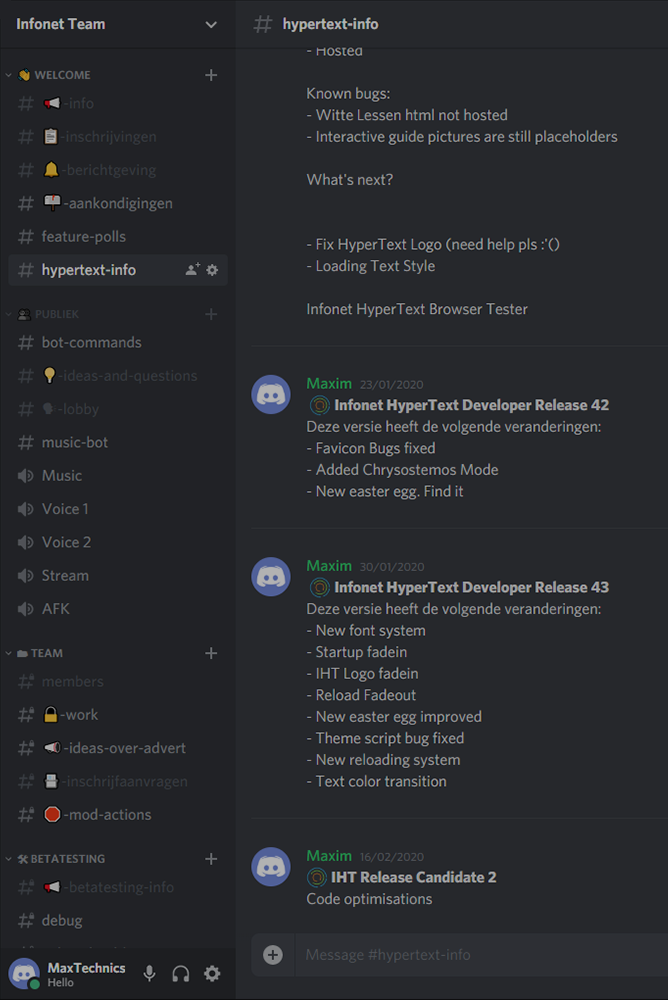 Infonet Team
WELCOME
-info
-inschrijvingen
-berichtgeving
-aankondigingen
feature-polls
hypertext-info
PUBLIEK
bot-commands
-ideas-and-questions
-lobby
music-bot
Music
Voice 1
Voice 2
Stream
AFK
TEAM
members
-work
-ideas-over-advert
-inschrijfaanvragen
-mod-actions
BETATESTING
-betatesting-info
debug
MaxTechnics
Hello
hypertext-info
- Hosted
Known bugs:
- Witte Lessen html not hosted
- Interactive guide pictures are still placeholders
What's next?
- Fix HyperText Logo (need help pls :'()
- Loading Text Style
Infonet HyperText Browser Tester
Maxim 23/01/2020
Infonet HyperText Developer Release 42
Deze versie heeft de volgende veranderingen:
- Favicon Bugs fixed
- Added Chrysostemos Mode
- New easter egg. Find it
Maxim 30/01/2020
Infonet HyperText Developer Release 43
Deze versie heeft de volgende veranderingen:
- New font system
- Startup fadein
- IHT Logo fadein
- Reload Fadeout
- New easter egg improved
- Theme script bug fixed
- New reloading system
- Text color transition
Maxim 16/02/2020
IHT Release Candidate 2
Code optimisations
Message #hypertext-info